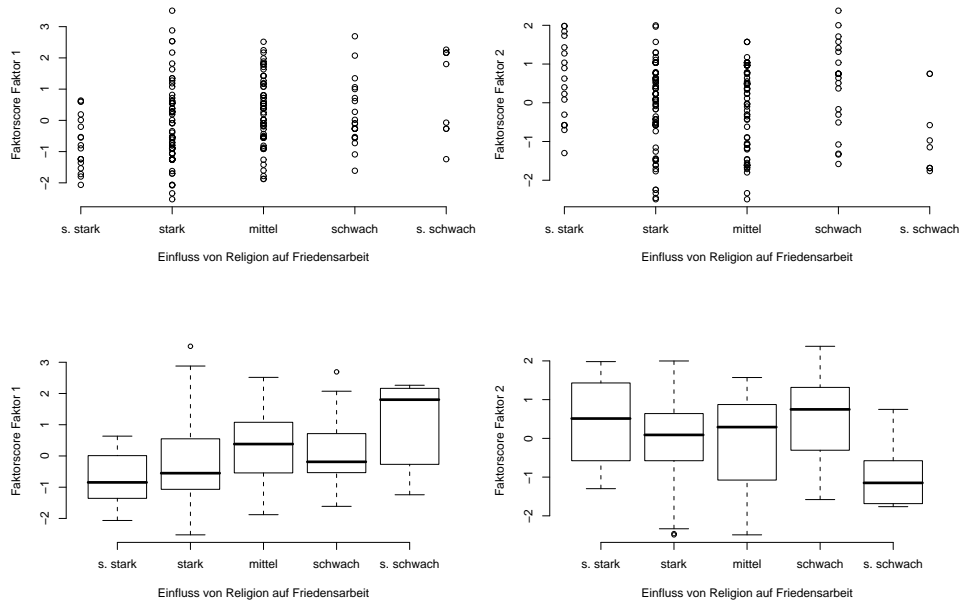 Faktorscore Faktor 1
3
2
1
0
−1
−2
s. stark stark mittel schwach s. schwach
Einfluss von Religion auf Friedensarbeit
Faktorscore Faktor 2
2
1
0
−1
−2
s. stark stark mittel schwach s. schwach
Einfluss von Religion auf Friedensarbeit
Faktorscore Faktor 1
3
2
1
0
−1
−2
s. stark stark mittel schwach s. schwach
Einfluss von Religion auf Friedensarbeit
Faktorscore Faktor 2
2
1
0
−1
−2
s. stark stark mittel schwach s. schwach
Einfluss von Religion auf Friedensarbeit